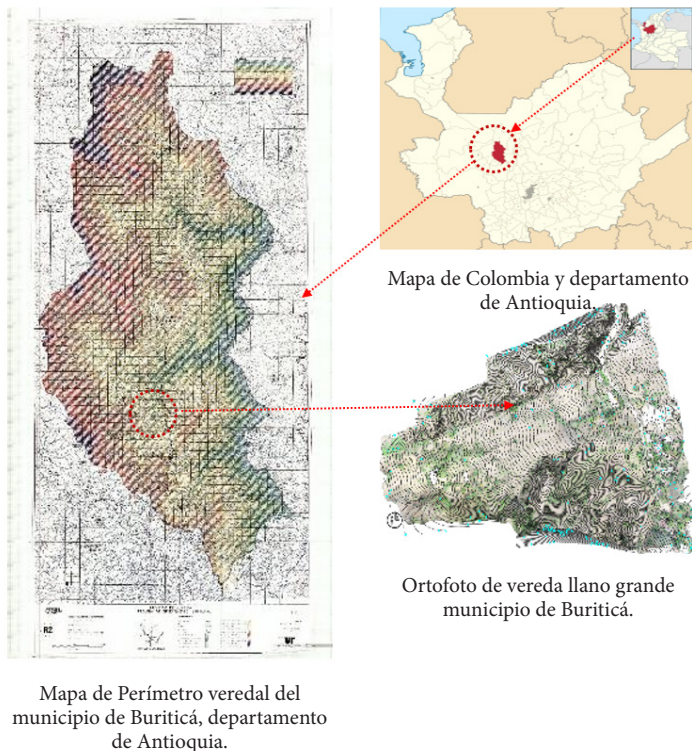 Mapa de Colombia y departamento
de Antioquia.
Ortofoto de vereda llano grande
municipio de Buriticá.
R2
Mapa de Perímetro veredal del
municipio de Buriticá, departamento
de Antioquia.